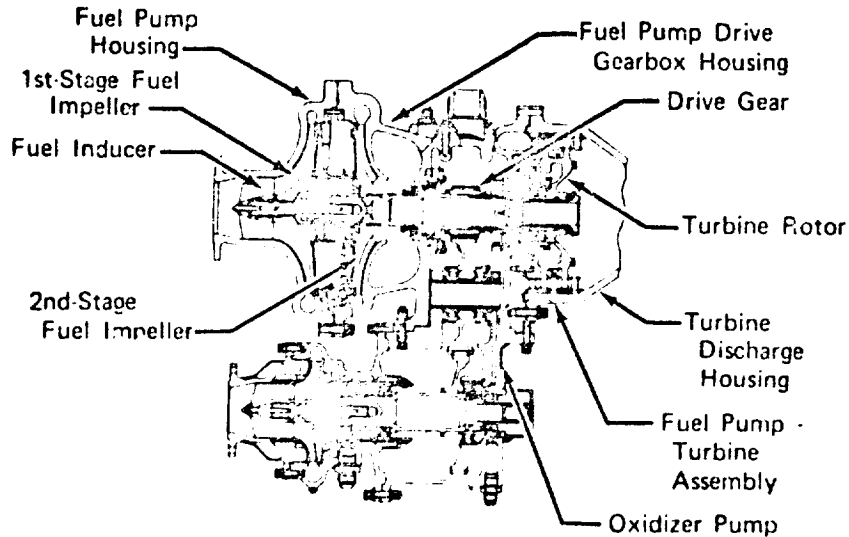 Fuel Pump
Housing
1st-Stage Fuel
Impeller
Fuel Inducer
2nd-Stage
Fuel Impeller
Fuel Pump Drive
Gearbox Housing
Drive Gear
Turbine Rotor
Turbine
Discharge
Housing
Fuel Pump -
Turbine
Assembly
Oxidizer Pump